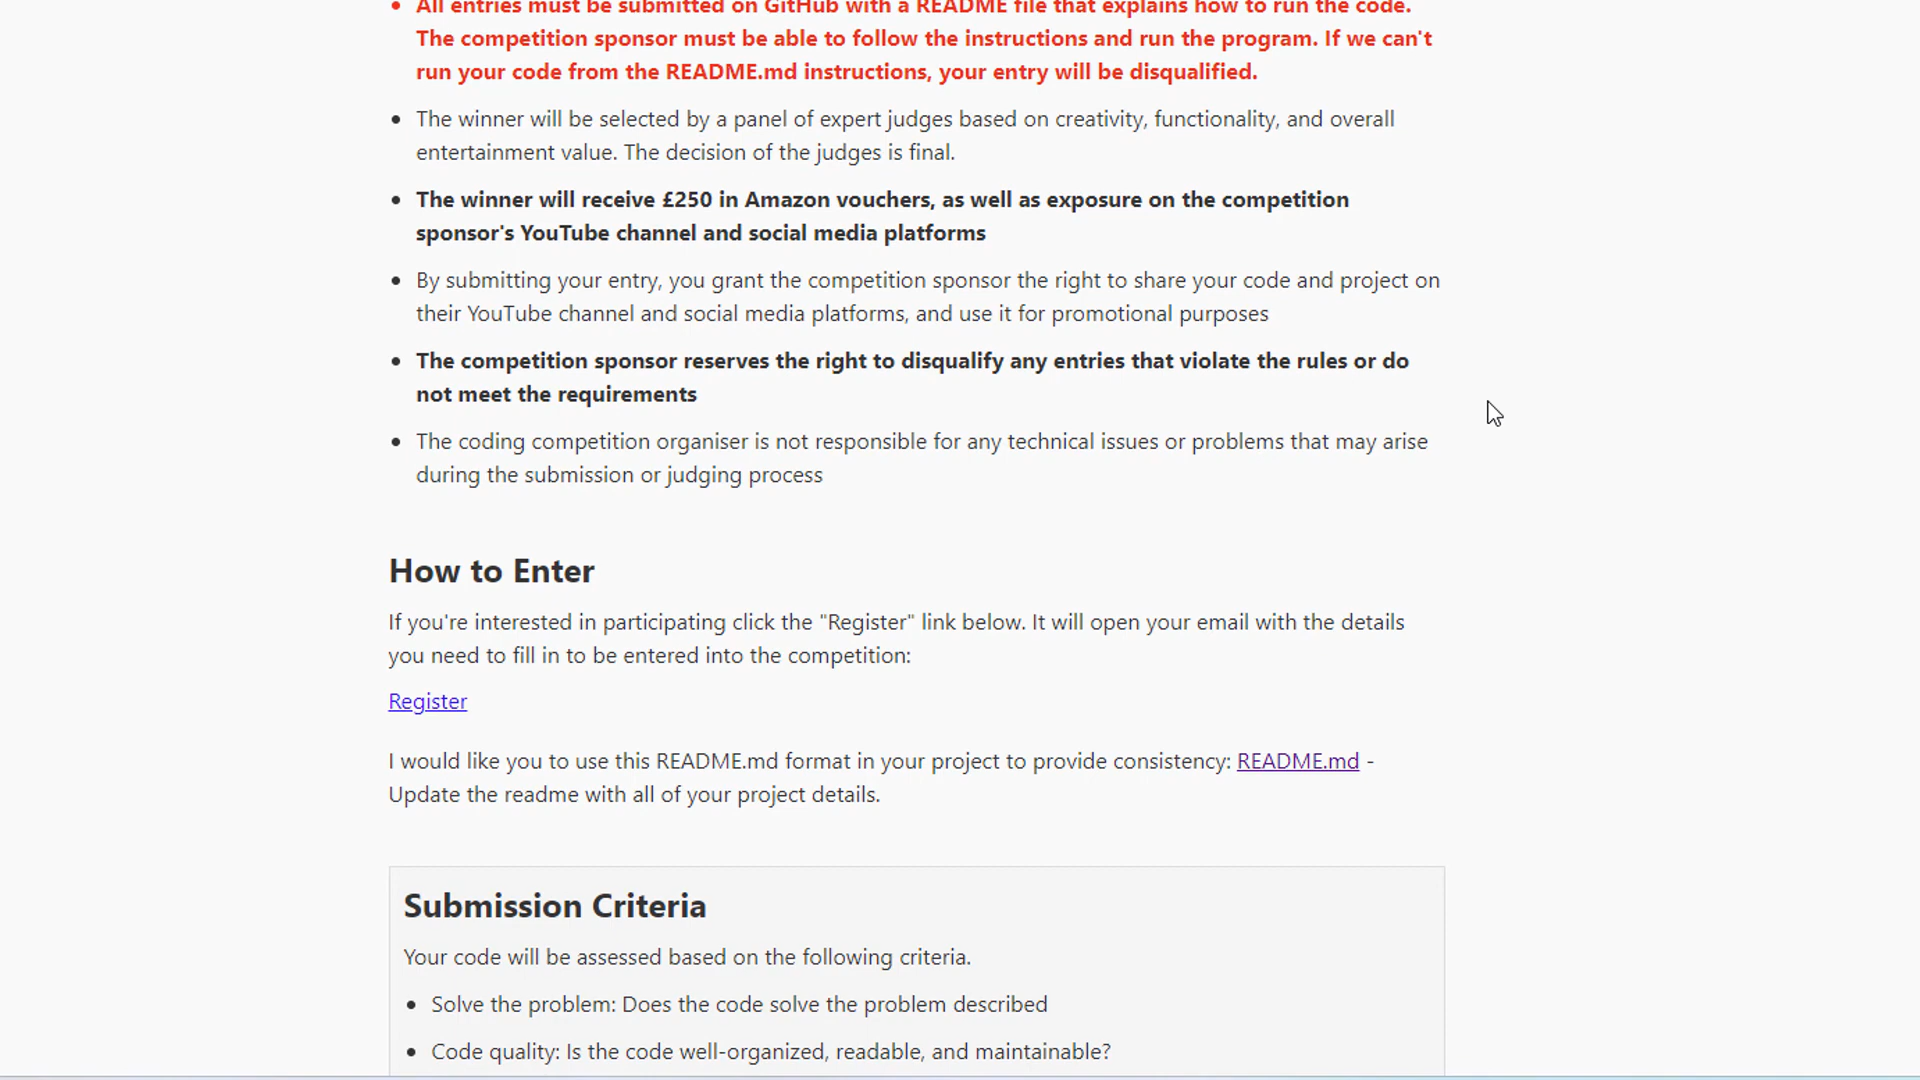 All entries must be submitted on GitHub with a README file that explains how to run the code.
The competition sponsor must be able to follow the instructions and run the program. If we can't
run your code from the README.md instructions, your entry will be disqualified.
The winner will be selected by a panel of expert judges based on creativity, functionality, and overall
entertainment value. The decision of the judges is final.
The winner will receive £250 in Amazon vouchers, as well as exposure on the competition
sponsor's YouTube channel and social media platforms
By submitting your entry, you grant the competition sponsor the right to share your code and project on
their YouTube channel and social media platforms, and use it for promotional purposes
The competition sponsor reserves the right to disqualify any entries that violate the rules or do
not meet the requirements
The coding competition organiser is not responsible for any technical issues or problems that may arise
during the submission or judging process
How to Enter
If you're interested in participating click the "Register" link below. It will open your email with the details
you need to fill in to be entered into the competition:
Register
I would like you to use this README.md format in your project to provide consistency: README.md -
Update the readme with all of your project details.
Submission Criteria
Your code will be assessed based on the following criteria.
Solve the problem: Does the code solve the problem described
Code quality: Is the code well-organized, readable, and maintainable?